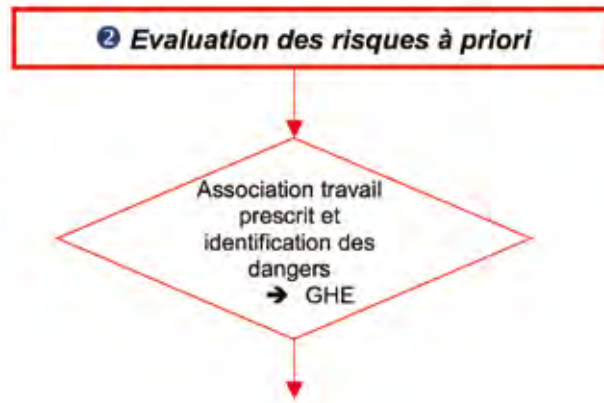 ❷ Evaluation des risques à priori
Association travail
prescrit et
identification des
dangers
➔ GHE